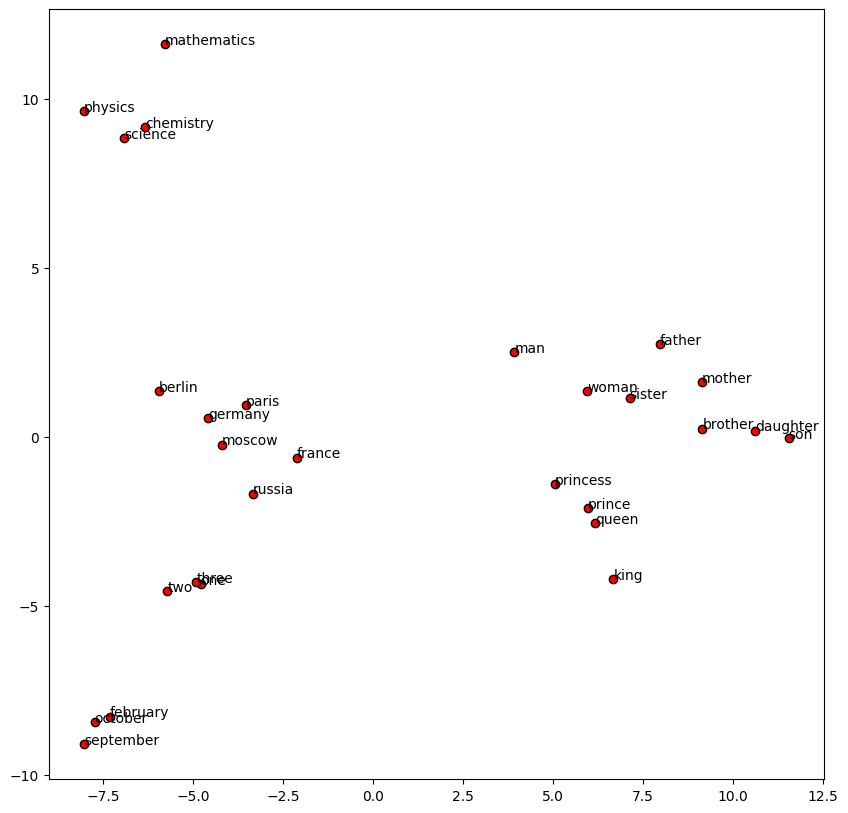 mathematics
10
physics
chemistry
science
5
father
man
mother
berlin
woman
sister
paris
germany
brother
daughter
son
0
moscow
france
princess
russia
prince
queen
king
three
one
two
−5
february
october
september
−10
−7.5 −5.0 −2.5 0.0 2.5 5.0 7.5 10.0 12.5